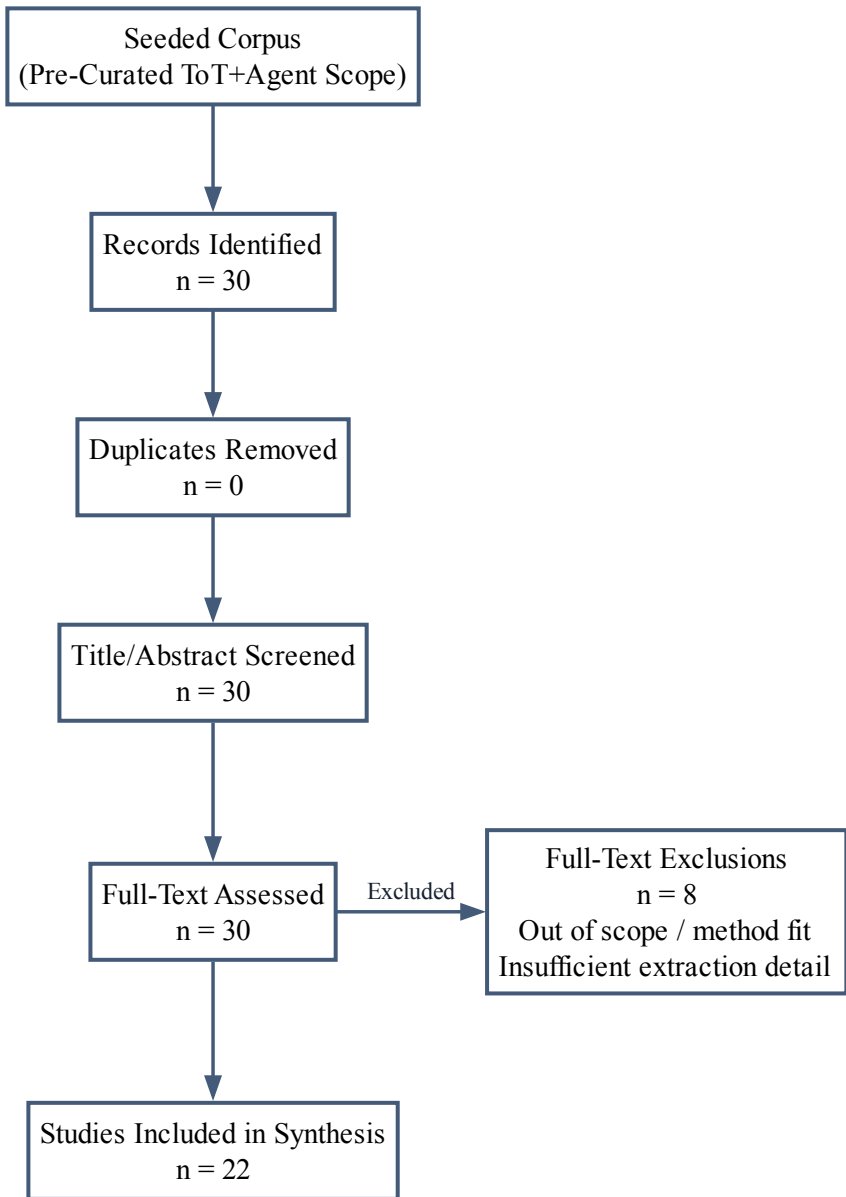 Seeded Corpus
(Pre-Curated ToT+Agent Scope)
Records Identified
n = 30
Duplicates Removed
n = 0
Title/Abstract Screened
n = 30
Full-Text Assessed
n = 30
Excluded
Full-Text Exclusions
n = 8
Out of scope / method fit
Insufficient extraction detail
Studies Included in Synthesis
n = 22